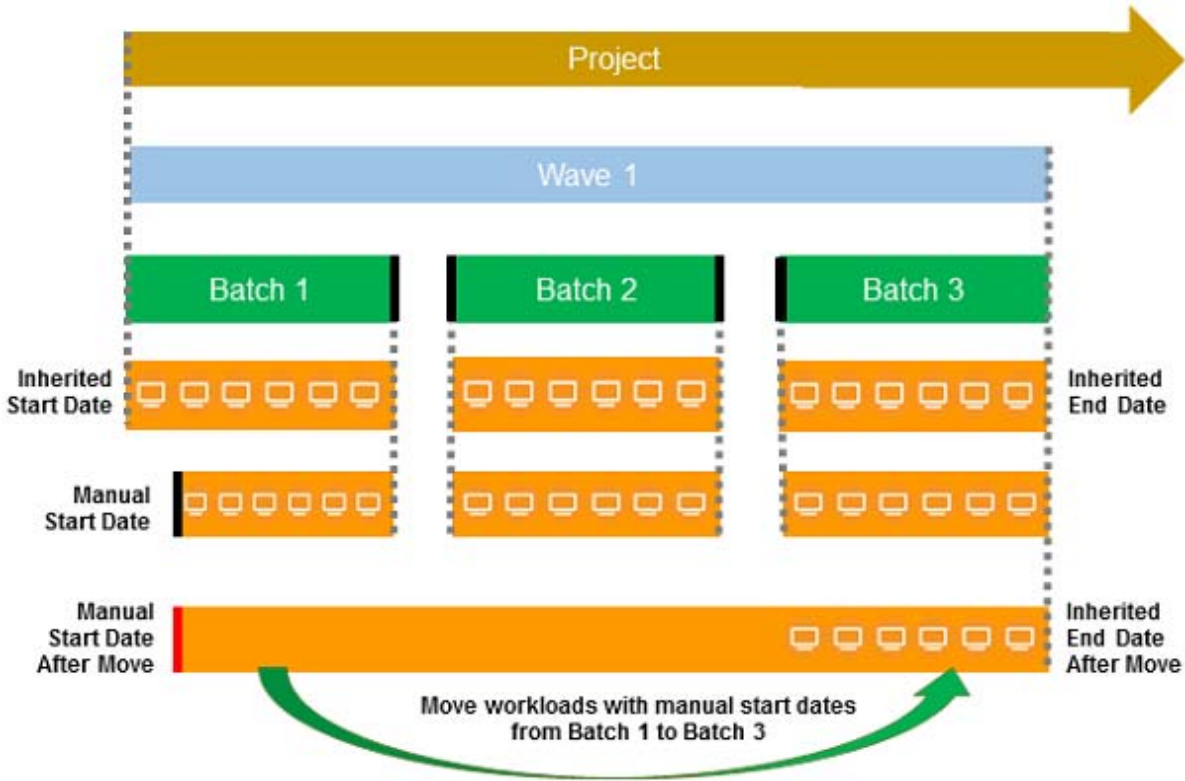 Project
Wave 1
Batch 1
Batch 2
Batch 3
Inherited
Start Date
Inherited
End Date
Manual
Start Date
Manual
Start Date
After Move
Inherited
End Date
After Move
Move workloads with manual start dates
from Batch 1 to Batch 3